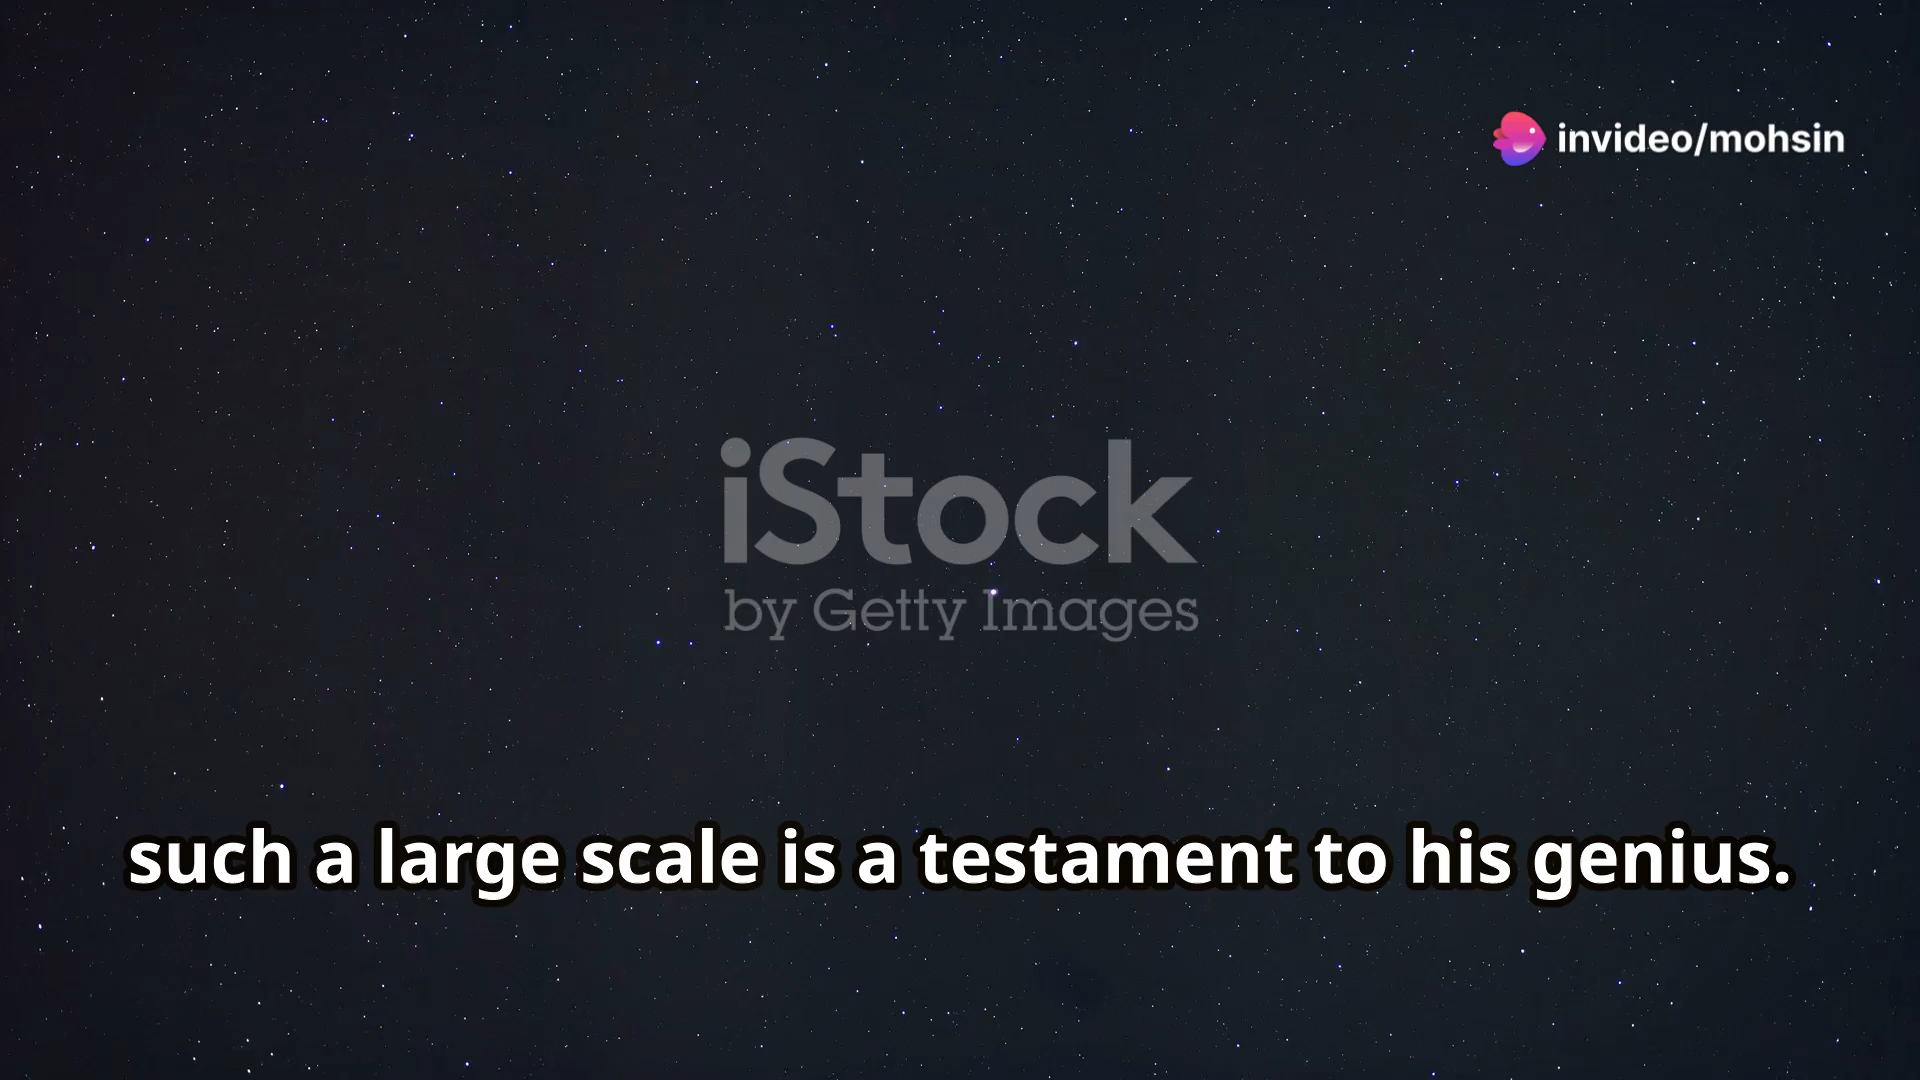 invideo/mohsin
iStock
by Getty Images
such a large scale is a testament to his genius.